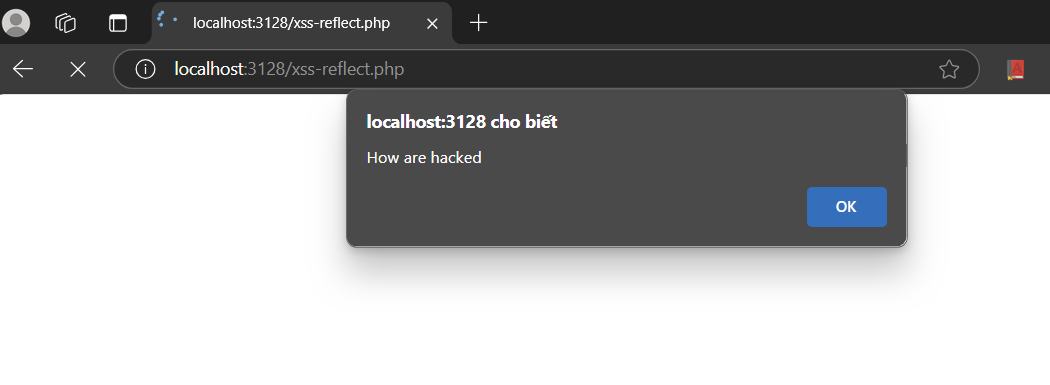 localhost:3128/xss-reflect.php
localhost:3128/xss-reflect.php
localhost:3128 cho biết
How are hacked
OK